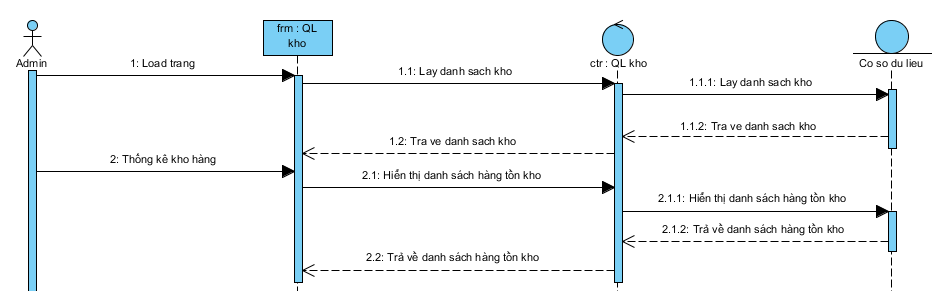 frm : QL
kho
Admin
ctr : QL kho
Co so du lieu
1: Load trang
1.1: Lay danh sach kho
1.1.1: Lay danh sach kho
1.1.2: Tra ve danh sach kho
1.2: Tra ve danh sach kho
2: Thống kê kho hàng
2.1: Hiển thị danh sách hàng tồn kho
2.1.1: Hiển thị danh sách hàng tồn kho
2.1.2: Trả về danh sách hàng tồn kho
2.2: Trả về danh sách hàng tồn kho